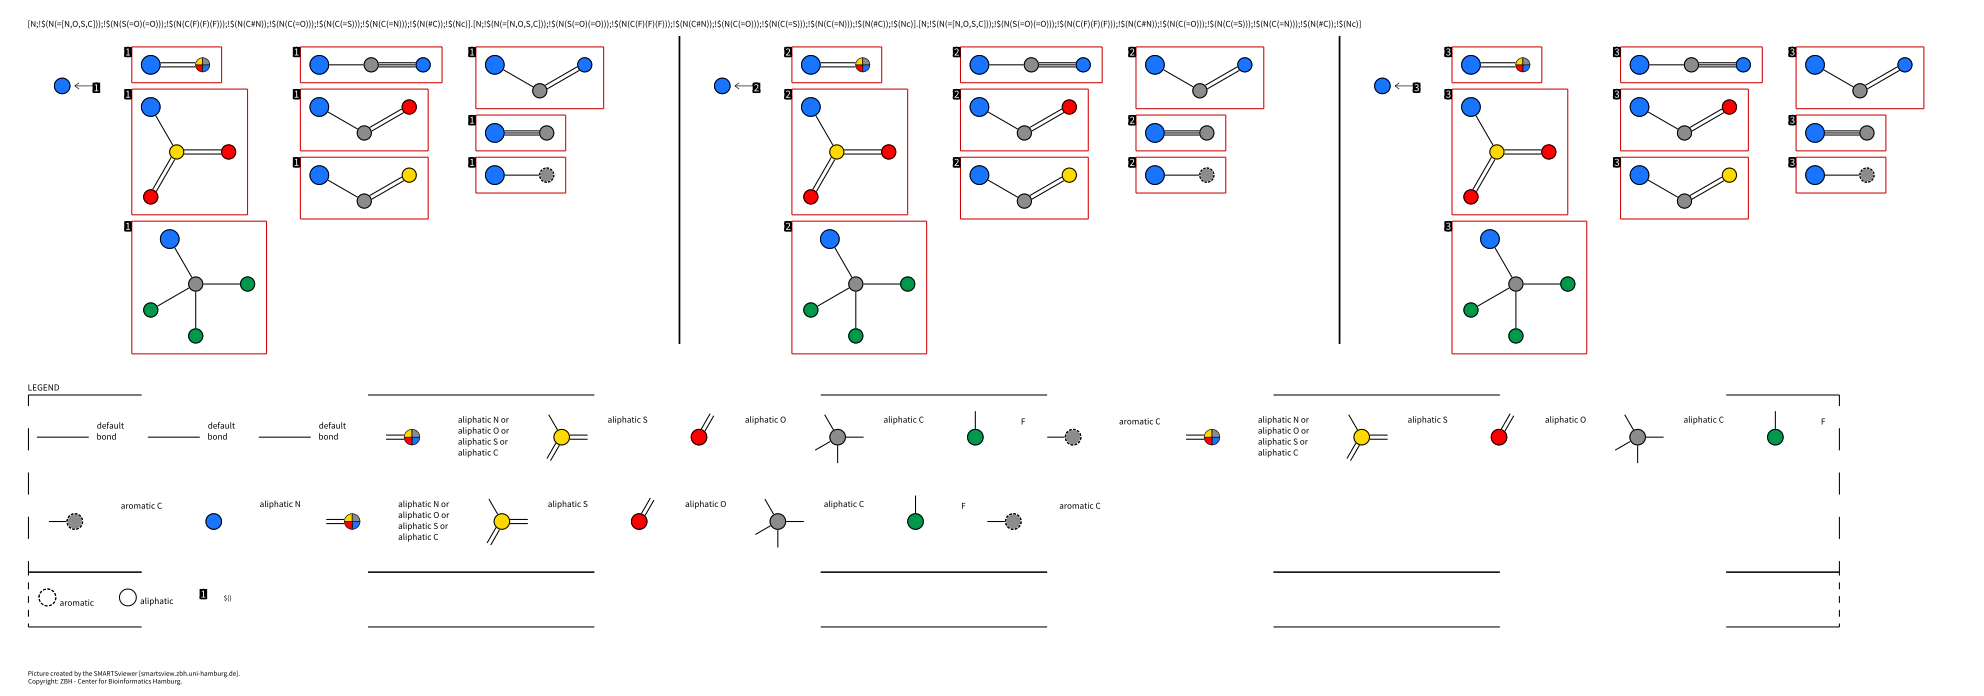 [N;!$(N(=[N,O,S,C]));!$(N(S(=O)(=O));!$(N(C(F)(F)(F)));!$(N(C#N));!$(N(C(=O)));!$(N(C(=S)));!$(N(C(=N)));!$(N(#C));!$(Nc)].[N;!$(N(=[N,O,S,C]));!$(N(S(=O)(=O));!$(N(C(F)(F)(F)));!$(N(C#N));!$(N(C(=O)));!$(N(C(=S)));!$(N(C(=N)));!$(N(#C));!$(Nc)].[N;!$(N(=[N,O,S,C]));!$(N(S(=O)(=O));!$(N(C(F)(F)(F)));!$(N(C#N));!$(N(C(=O)));!$(N(C(=S)));!$(N(C(=N)));!$(N(#C));!$(Nc)]
1 1 1 2 2 2 3 3 3
1 2 3
1 1 2 2 3 3
1 2 3
1 1 2 2 3 3
1 2 3
LEGEND
default bond
default bond
default bond
aliphatic N or
aliphatic O or
aliphatic S or
aliphatic C
aliphatic S
aliphatic O
aliphatic C
F
aromatic C
aliphatic N or
aliphatic O or
aliphatic S or
aliphatic C
aliphatic S
aliphatic O
aliphatic C
F
aromatic C
aliphatic N
aliphatic N or
aliphatic O or
aliphatic S or
aliphatic C
aliphatic S
aliphatic O
aliphatic C
F
aromatic C
aromatic
aliphatic
1
$()
Picture created by the SMARTSviewer [smartsview.zbh.uni-hamburg.de].
Copyright: ZBH - Center for Bioinformatics Hamburg.